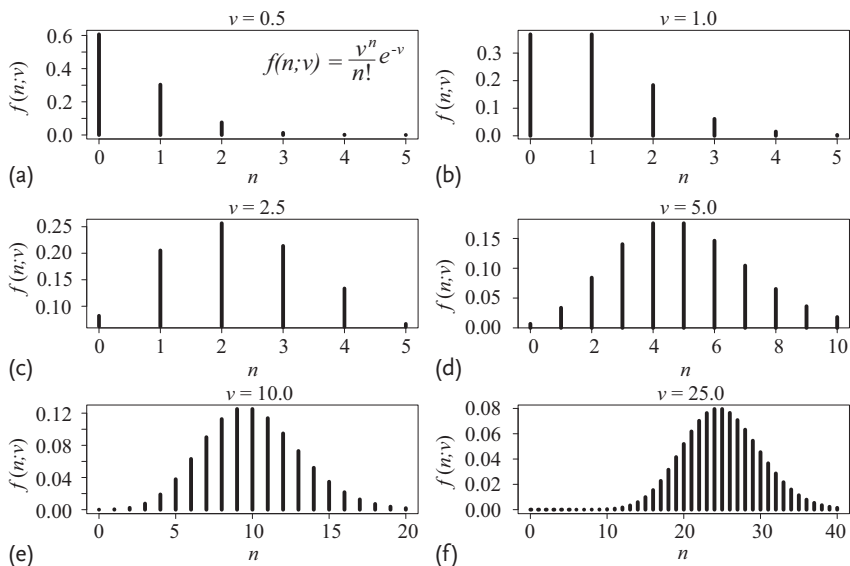 v = 0.5
f(n;v) = v^n/n! e^-v
f(n;v)
0.6
0.4
0.2
0.0
0 1 2 3 4 5
n
(a)
v = 1.0
f(n;v)
0.3
0.2
0.1
0.0
0 1 2 3 4 5
n
(b)
v = 2.5
f(n;v)
0.25
0.20
0.10
0 1 2 3 4 5
n
(c)
v = 5.0
f(n;v)
0.15
0.10
0.05
0.00
0 2 4 6 8 10
n
(d)
v = 10.0
f(n;v)
0.12
0.08
0.04
0.00
0 5 10 15 20
n
(e)
v = 25.0
f(n;v)
0.08
0.06
0.04
0.02
0.00
0 10 20 30 40
n
(f)